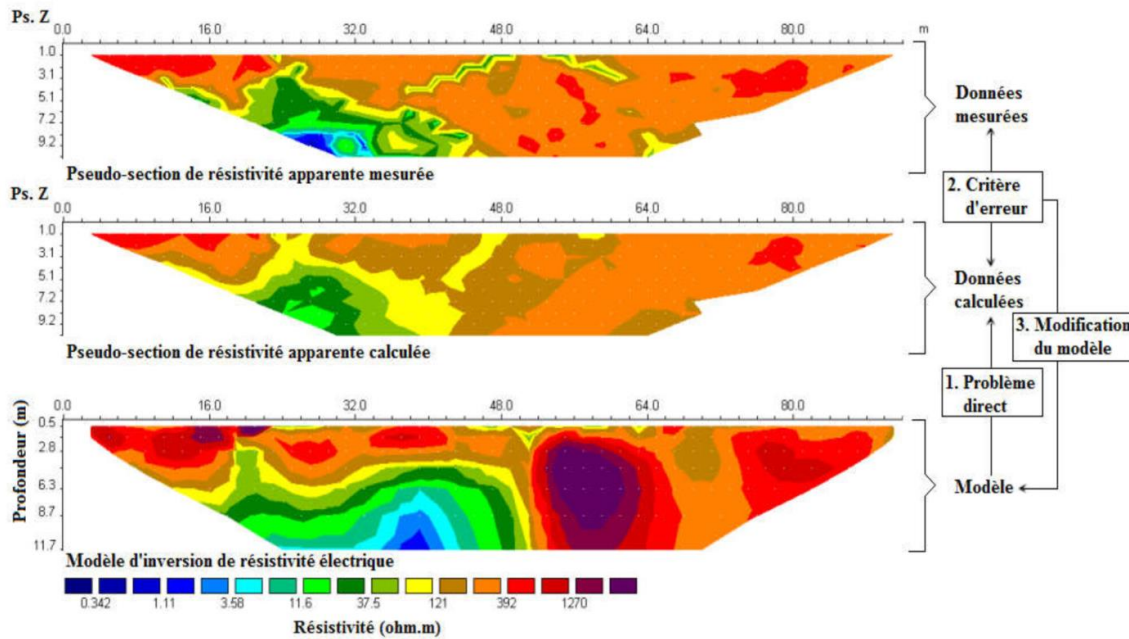 Ps. Z
0.0 16.0 32.0 48.0 64.0 80.0 m
1.0
3.1
5.1
7.2
9.2
Pseudo-section de résistivité apparente mesurée
Données
mesurées
2. Critère
d'erreur
Ps. Z
0.0 16.0 32.0 48.0 64.0 80.0
1.0
3.1
5.1
7.2
9.2
Pseudo-section de résistivité apparente calculée
Données
calculées
3. Modification
du modèle
1. Problème
direct
Profondeur (m)
0.0 16.0 32.0 48.0 64.0 80.0
0.5
2.8
6.3
8.7
11.7
Modèle
Modèle d'inversion de résistivité électrique
0.342 1.11 3.58 11.6 37.5 121 392 1270
Résistivité (ohm.m)